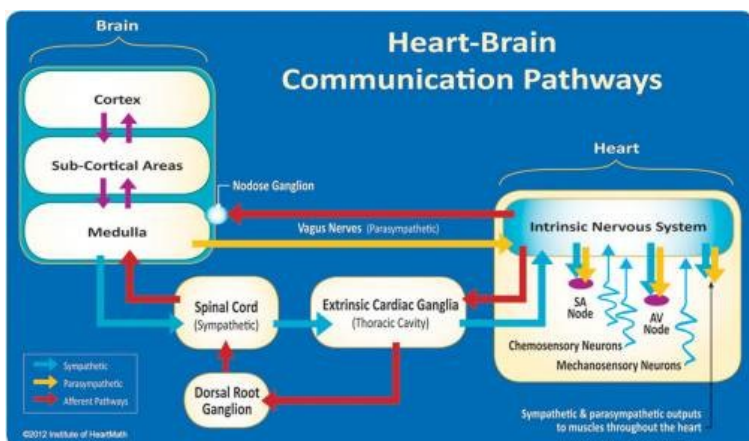 Brain
Heart-Brain
Communication Pathways
Cortex
Sub-Cortical Areas
Medulla
Nodose Ganglion
Vagus Nerves (Parasympathetic)
Heart
Intrinsic Nervous System
SA
Node
AV
Node
Chemosensory Neurons
Mechanosensory Neurons
Spinal Cord
(Sympathetic)
Extrinsic Cardiac Ganglia
(Thoracic Cavity)
Dorsal Root
Ganglion
Sympathetic
Parasympathetic
Afferent Pathways
Sympathetic & parasympathetic outputs
to muscles throughout the heart
©2012 Institute of HeartMath